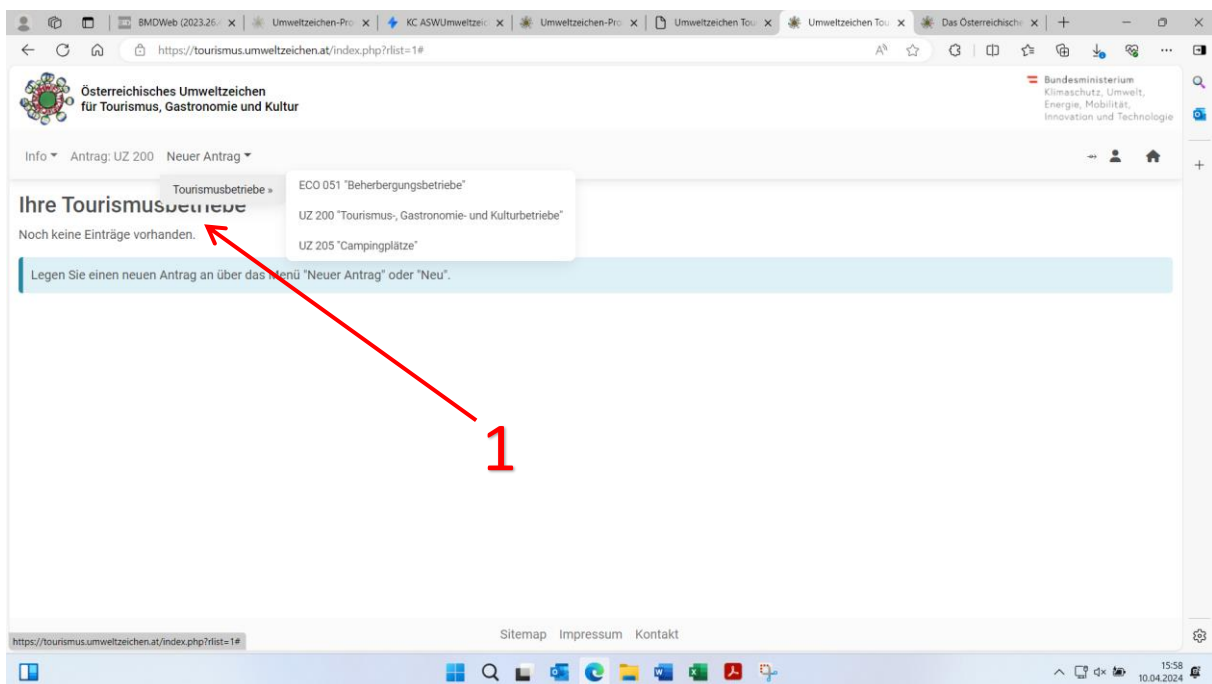 BMDWeb (2023.26.
Umweltzeichen-Pro
KC ASWUmweltzeic
Umweltzeichen-Pro
Umweltzeichen Tou
Umweltzeichen Tou
Das Österreichische
https://tourismus.umweltzeichen.at/index.php?rlist=1#
Österreichisches Umweltzeichen
für Tourismus, Gastronomie und Kultur
Bundesministerium
Klimaschutz, Umwelt,
Energie, Mobilität,
Innovation und Technologie
Info Antrag: UZ 200 Neuer Antrag
Tourismusbetriebe »
ECO 051 "Beherbergungsbetriebe"
UZ 200 "Tourismus-, Gastronomie- und Kulturbetriebe"
UZ 205 "Campingplätze"
Ihre Tourismusbetriebe
Noch keine Einträge vorhanden.
Legen Sie einen neuen Antrag an über das Menü "Neuer Antrag" oder "Neu".
1
Sitemap Impressum Kontakt
https://tourismus.umweltzeichen.at/index.php?rlist=1#
15:58
10.04.2024